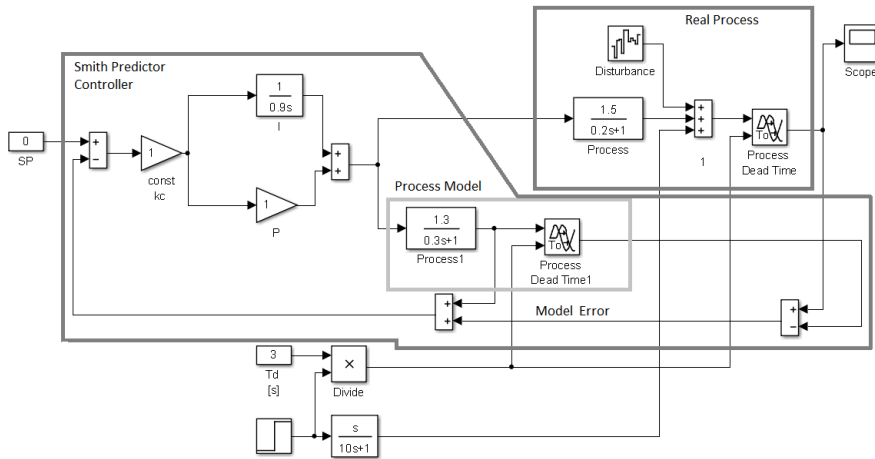 Real Process
Smith Predictor
Controller
Disturbance
Scope
1
0.9s
I
0
SP
+
−
1
const
kc
+
+
1.5
0.2s+1
Process
+
+
+
1
To
Process
Dead Time
1
P
Process Model
1.3
0.3s+1
Process1
To
Process
Dead Time1
+
+
Model Error
+
−
3
Td
[s]
×
Divide
s
10s+1